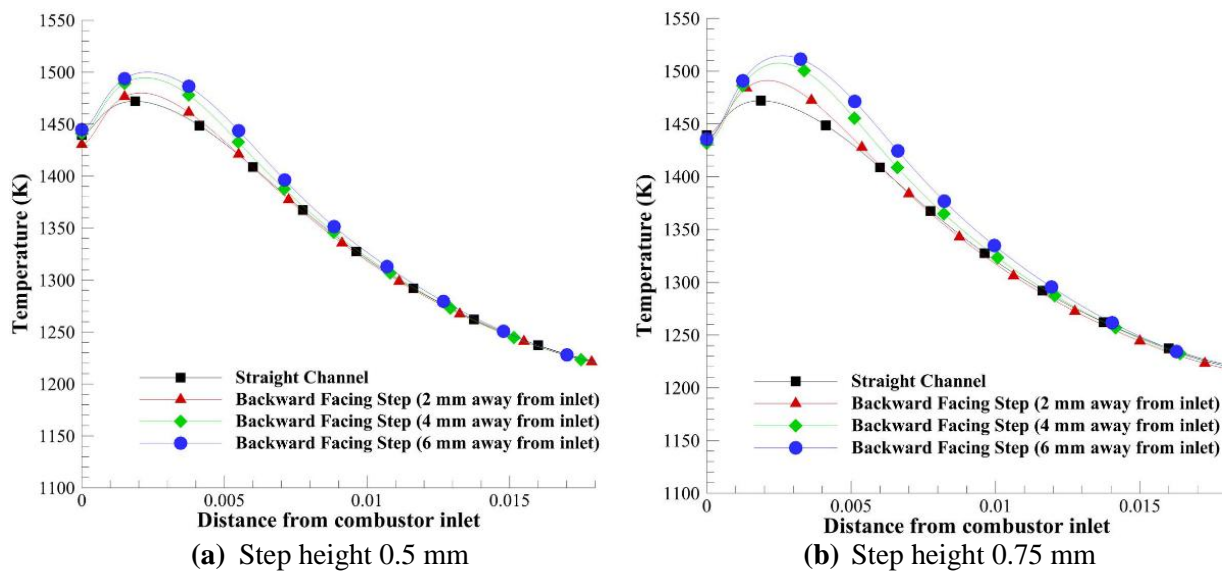 1550
1500
1450
1400
1350
1300
1250
1200
1150
1100
Temperature (K)
Straight Channel
Backward Facing Step (2 mm away from inlet)
Backward Facing Step (4 mm away from inlet)
Backward Facing Step (6 mm away from inlet)
0 0.005 0.01 0.015
Distance from combustor inlet
(a) Step height 0.5 mm
1550
1500
1450
1400
1350
1300
1250
1200
1150
1100
Temperature (K)
Straight Channel
Backward Facing Step (2 mm away from inlet)
Backward Facing Step (4 mm away from inlet)
Backward Facing Step (6 mm away from inlet)
0 0.005 0.01 0.015
Distance from combustor inlet
(b) Step height 0.75 mm